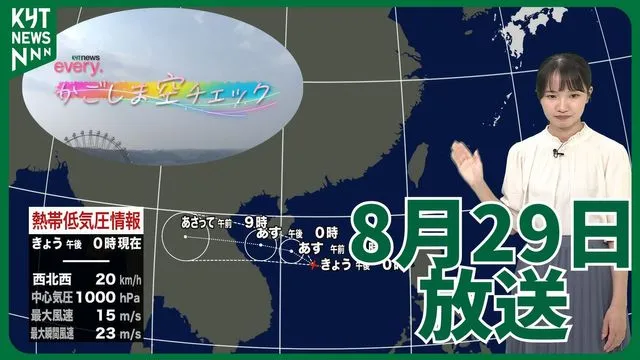 KYT
NEWS
NNN
KYTnews
every.
かごしま空チェック
熱帯低気圧情報
きょう 午後 0時現在
西北西 20 km/h
中心気圧 1000 hPa
最大風速 15 m/s
最大瞬間風速 23 m/s
あさって 午前 9時
あす 午後 0時
あす 午前
きょう 午後 0
8月29日
放送